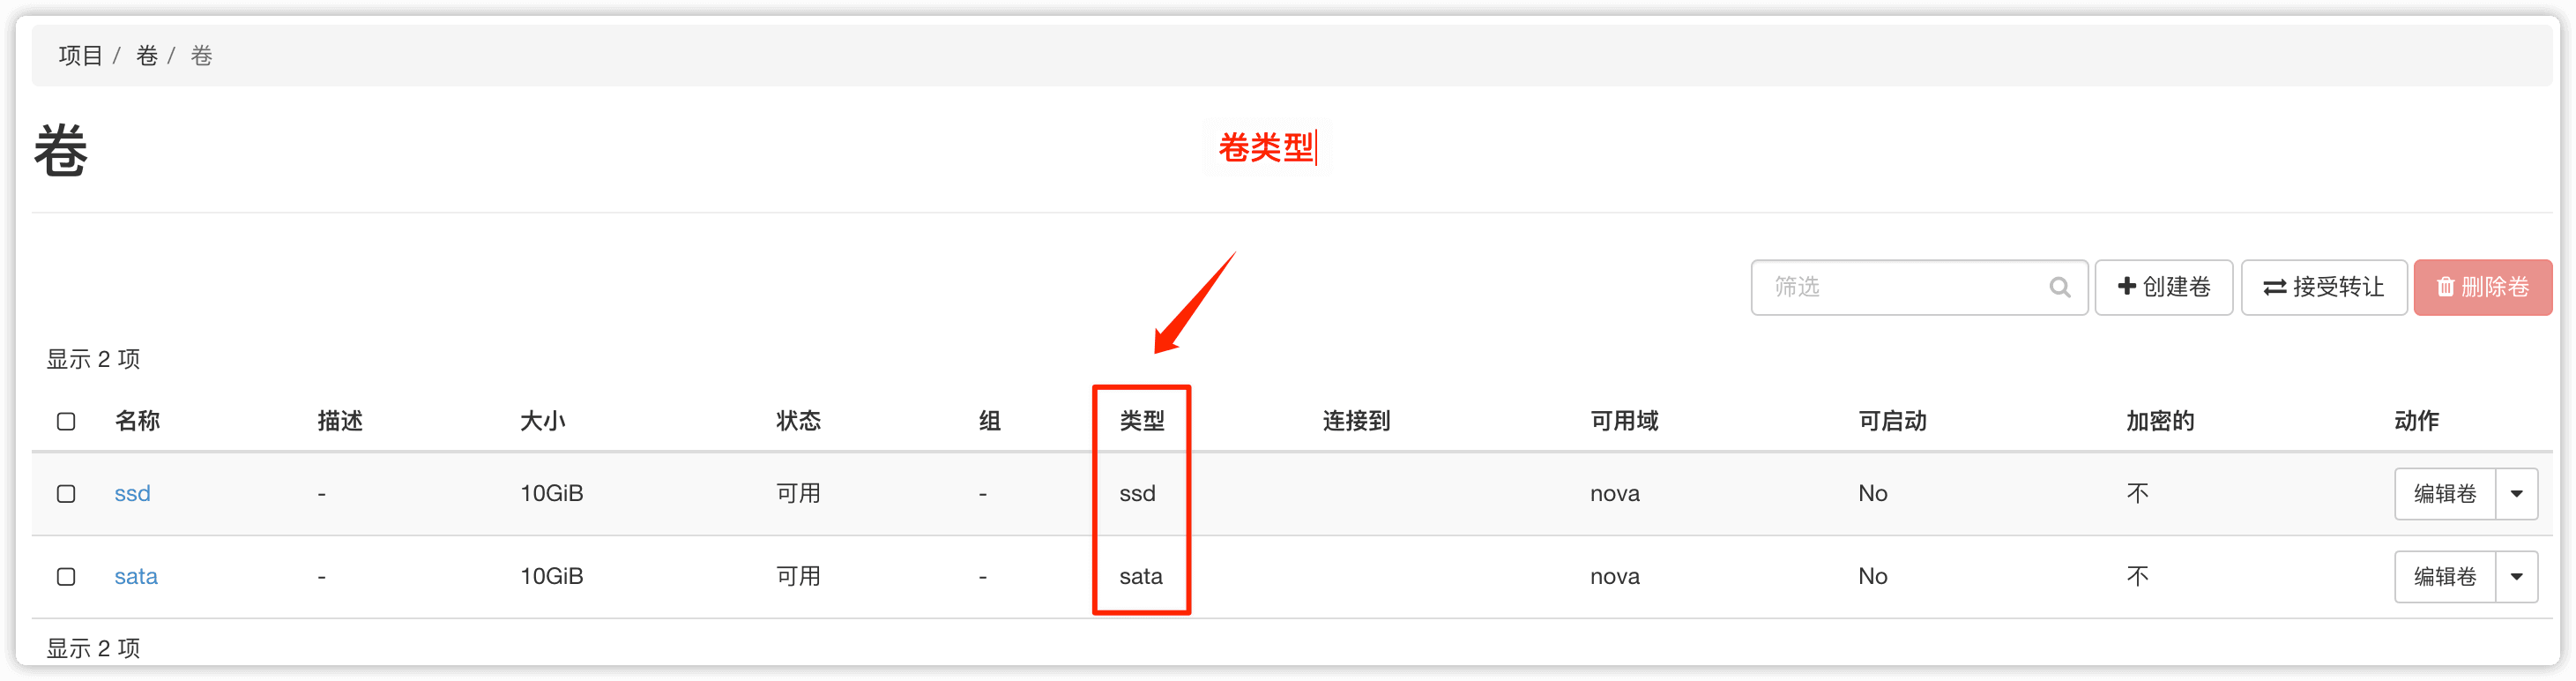 项目 / 卷 / 卷
卷
卷类型
筛选 创建卷 接受转让 删除卷
显示 2 项
名称 描述 大小 状态 组 类型 连接到 可用域 可启动 加密的 动作
ssd - 10GiB 可用 - ssd nova No 不 编辑卷
sata - 10GiB 可用 - sata nova No 不 编辑卷
显示 2 项